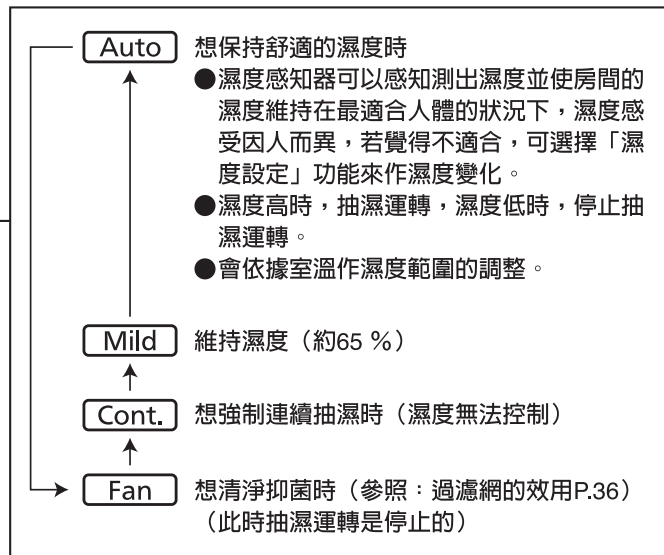 Auto 想保持舒適的濕度時
●濕度感知器可以感知測出濕度並使房間的
濕度維持在最適合人體的狀況下，濕度感
受因人而異，若覺得不適合，可選擇「濕
度設定」功能來作濕度變化。
●濕度高時，抽濕運轉，濕度低時，停止抽
濕運轉。
●會依據室溫作濕度範圍的調整。
Mild 維持濕度（約65 %）
Cont. 想強制連續抽濕時（濕度無法控制）
Fan 想清淨抑菌時（參照：過濾網的效用P.36）
（此時抽濕運轉是停止的）